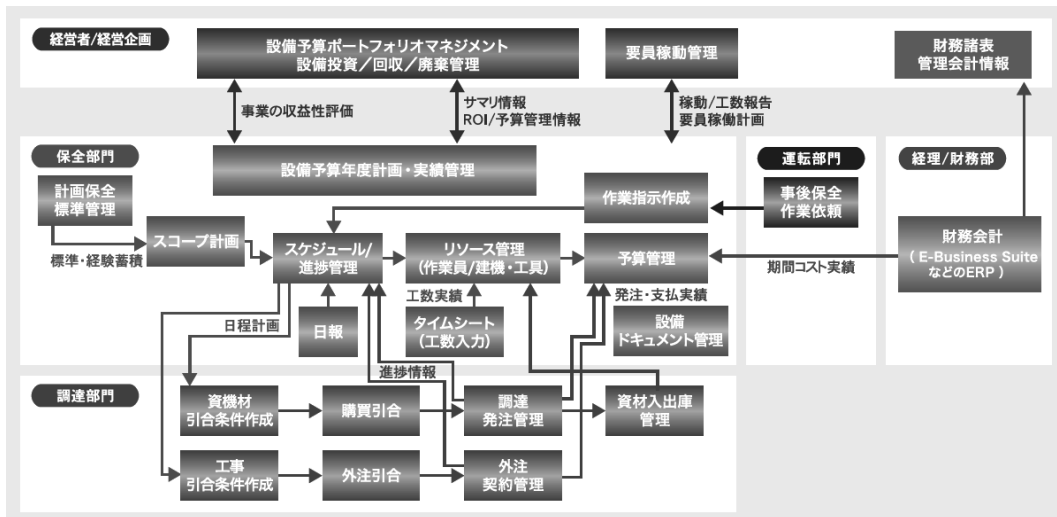 経営者/経営企画
設備予算ポートフォリオマネジメント
設備投資／回収／廃棄管理
要員稼動管理
財務諸表
管理会計情報
事業の収益性評価
サマリ情報
ROI/予算管理情報
稼動/工数報告
要員稼働計画
保全部門
設備予算年度計画・実績管理
運転部門
経理/財務部
計画保全
標準管理
作業指示作成
事後保全
作業依頼
スコープ計画
標準・経験蓄積
スケジュール/
進捗管理
リソース管理
（作業員/建機・工具）
予算管理
期間コスト実績
財務会計
（ E-Business Suite
などのERP ）
工数実績
発注・支払実績
日程計画
日報
タイムシート
（工数入力）
設備
ドキュメント管理
進捗情報
調達部門
資機材
引合条件作成
購買引合
調達
発注管理
資材入出庫
管理
工事
引合条件作成
外注引合
外注
契約管理